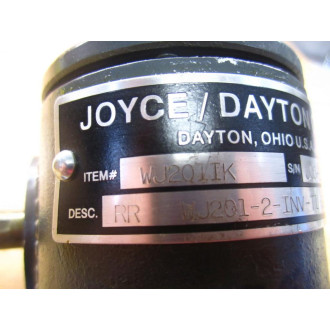 JOYCE / DAYTON
DAYTON, OHIO U.S.A
ITEM# WJ201IK S/N
DESC. RR WJ201-2-INV-